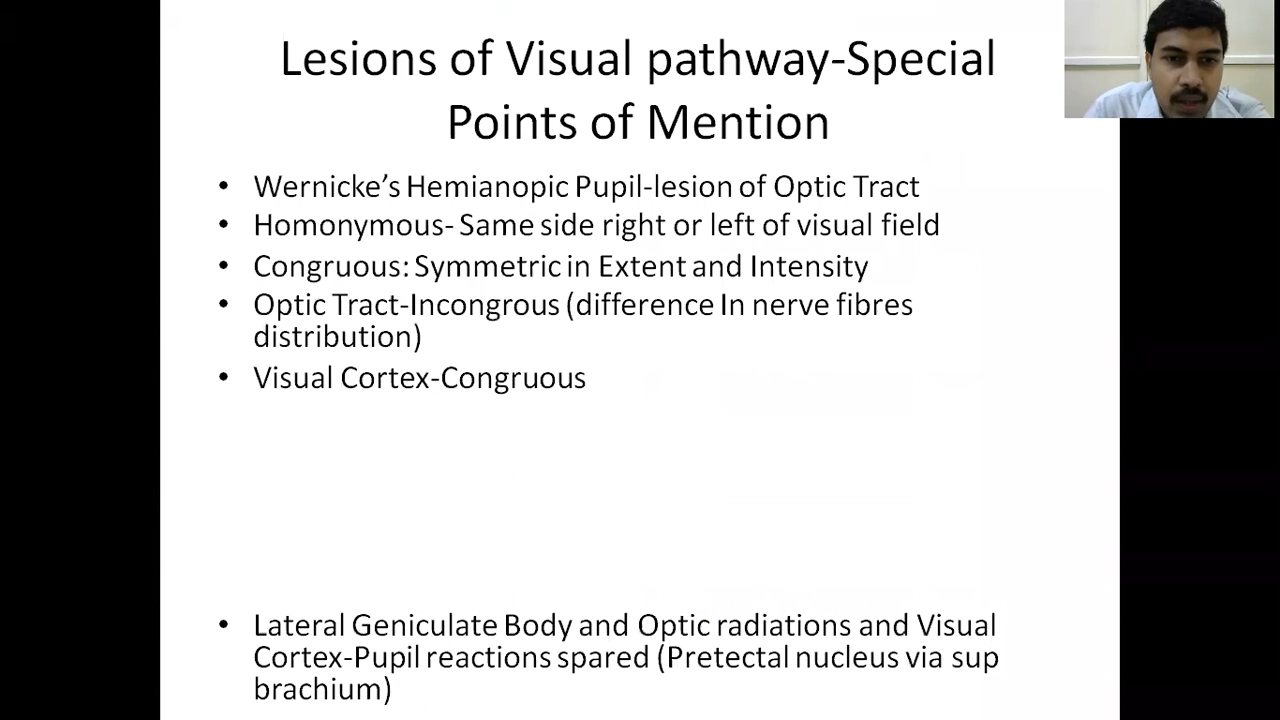 Lesions of Visual pathway-Special
Points of Mention
• Wernicke's Hemianopic Pupil-lesion of Optic Tract
• Homonymous- Same side right or left of visual field
• Congruous: Symmetric in Extent and Intensity
• Optic Tract-Incongrous (difference In nerve fibres
distribution)
• Visual Cortex-Congruous
• Lateral Geniculate Body and Optic radiations and Visual
Cortex-Pupil reactions spared (Pretectal nucleus via sup
brachium)